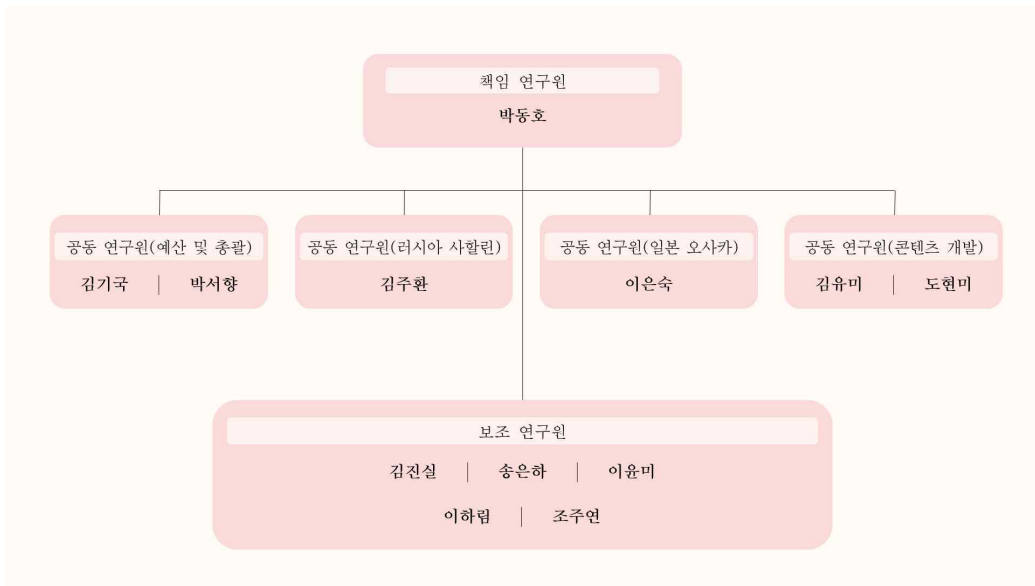 책임 연구원
박동호
공동 연구원(예산 및 총괄)
김기국 | 박서향
공동 연구원(러시아 사할린)
김주환
공동 연구원(일본 오사카)
이은숙
공동 연구원(콘텐츠 개발)
김유미 | 도현미
보조 연구원
김진실 | 송은하 | 이윤미
이하림 | 조주연